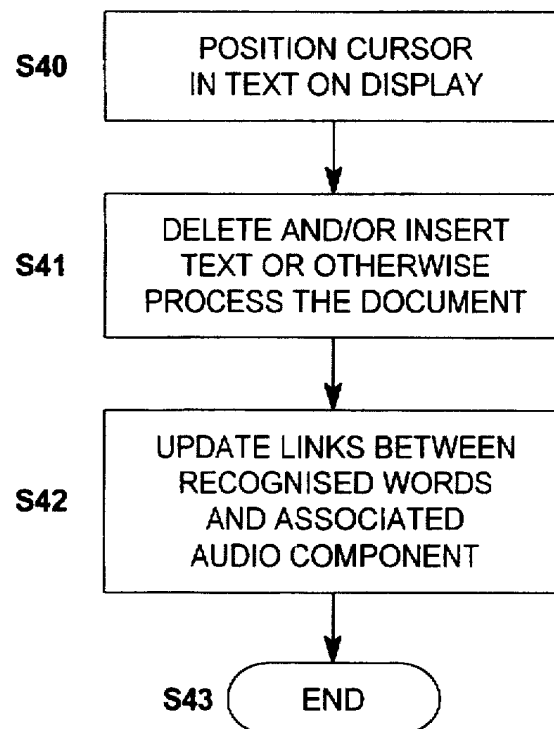 S40
POSITION CURSOR
IN TEXT ON DISPLAY
S41
DELETE AND/OR INSERT
TEXT OR OTHERWISE
PROCESS THE DOCUMENT
S42
UPDATE LINKS BETWEEN
RECOGNISED WORDS
AND ASSOCIATED
AUDIO COMPONENT
S43
END